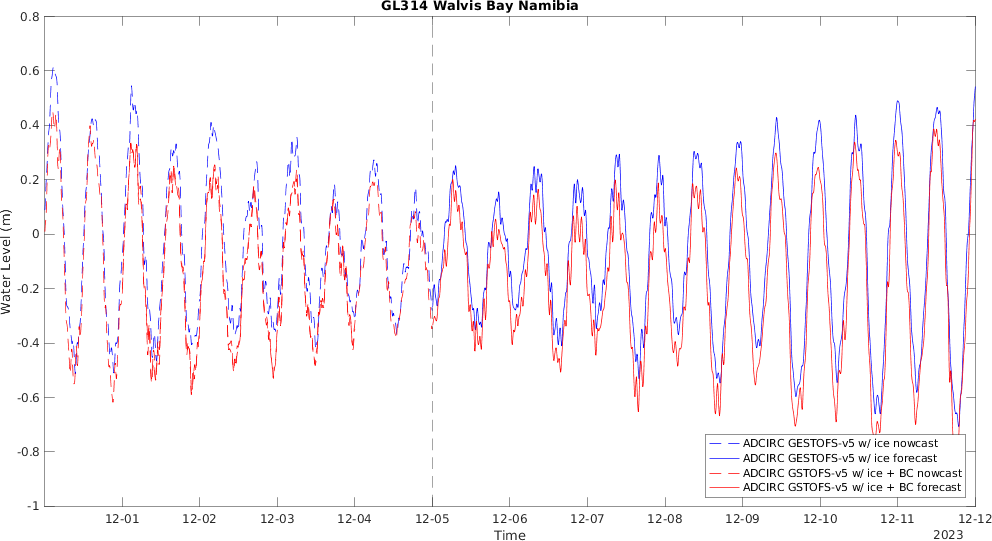 GL314 Walvis Bay Namibia
0.8
0.6
0.4
0.2
0
-0.2
-0.4
-0.6
-0.8
-1
Water Level (m)
12-01 12-02 12-03 12-04 12-05 12-06 12-07 12-08 12-09 12-10 12-11 12-12
Time
2023
ADCIRC GESTOFS-v5 w/ ice nowcast
ADCIRC GESTOFS-v5 w/ ice forecast
ADCIRC GSTOFS-v5 w/ ice + BC nowcast
ADCIRC GSTOFS-v5 w/ ice + BC forecast